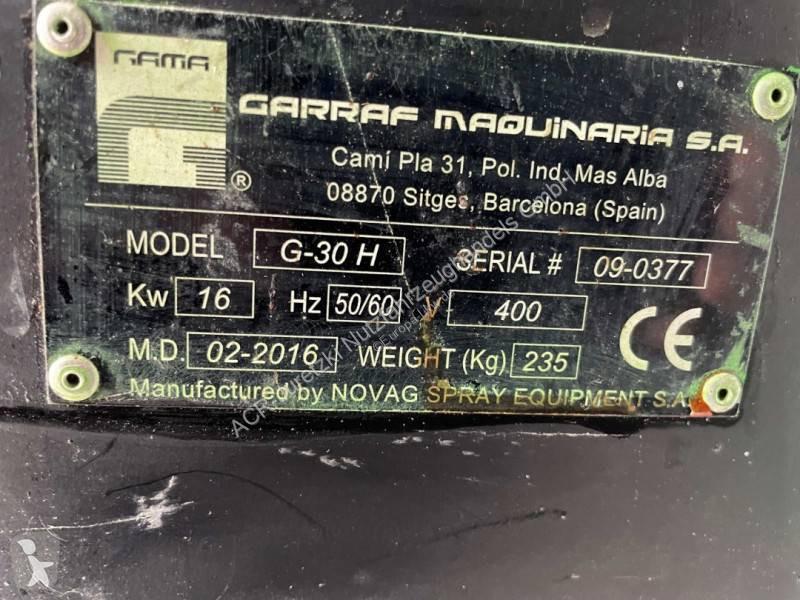 GAMA
G ®
GARRAF MAQUINARIA S.A.
Camí Pla 31, Pol. Ind. Mas Alba
08870 Sitges, Barcelona (Spain)
MODEL G-30 H SERIAL # 09-0377
Kw 16 Hz 50/60 V 400 CE
M.D. 02-2016 WEIGHT (Kg) 235
Manufactured by NOVAG SPRAY EQUIPMENT S.A.